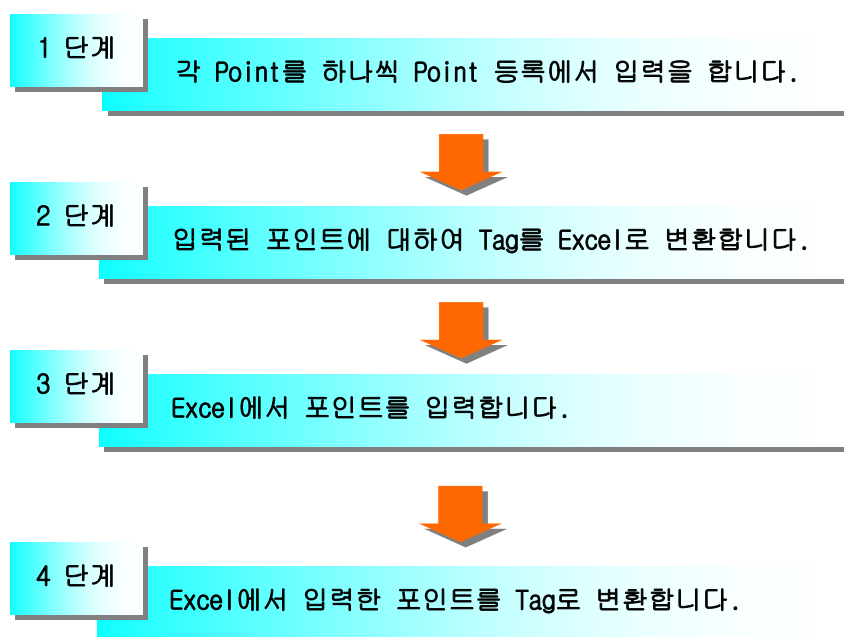 1 단계
각 Point를 하나씩 Point 등록에서 입력을 합니다.
2 단계
입력된 포인트에 대하여 Tag를 Excel로 변환합니다.
3 단계
Excel에서 포인트를 입력합니다.
4 단계
Excel에서 입력한 포인트를 Tag로 변환합니다.